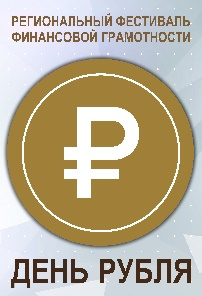 РЕГИОНАЛЬНЫЙ ФЕСТИВАЛЬ
ФИНАНСОВОЙ ГРАМОТНОСТИ
₽
ДЕНЬ РУБЛЯ